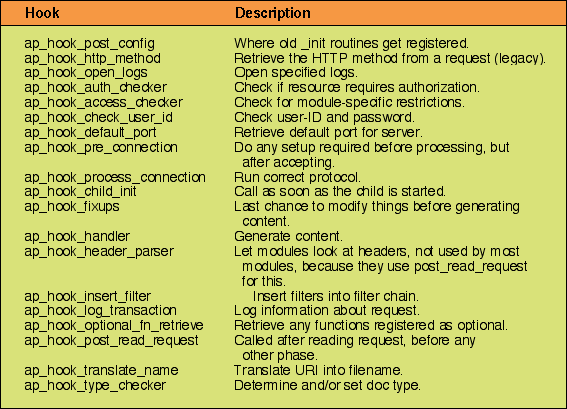 Hook Description
ap_hook_post_config Where old _init routines get registered.
ap_hook_http_method Retrieve the HTTP method from a request (legacy).
ap_hook_open_logs Open specified logs.
ap_hook_auth_checker Check if resource requires authorization.
ap_hook_access_checker Check for module-specific restrictions.
ap_hook_check_user_id Check user-ID and password.
ap_hook_default_port Retrieve default port for server.
ap_hook_pre_connection Do any setup required before processing, but
after accepting.
ap_hook_process_connection Run correct protocol.
ap_hook_child_init Call as soon as the child is started.
ap_hook_fixups Last chance to modify things before generating
content.
ap_hook_handler Generate content.
ap_hook_header_parser Let modules look at headers, not used by most
modules, because they use post_read_request
for this.
ap_hook_insert_filter Insert filters into filter chain.
ap_hook_log_transaction Log information about request.
ap_hook_optional_fn_retrieve Retrieve any functions registered as optional.
ap_hook_post_read_request Called after reading request, before any
other phase.
ap_hook_translate_name Translate URI into filename.
ap_hook_type_checker Determine and/or set doc type.